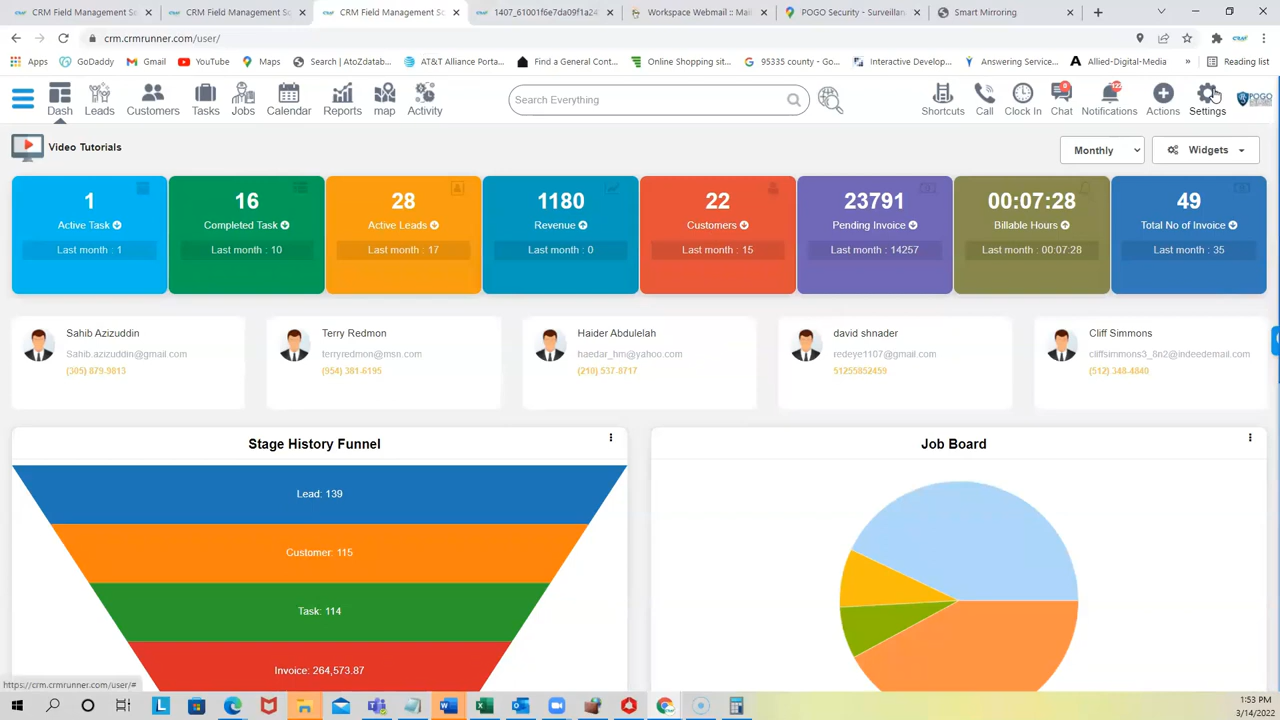 CRM Field Management S
CRM Field Management S
CRM Field Management So
1407_61001f6e7da09f1a24
Workspace Webmail :: Mai
POGO Security - Surveillan
Smart Mirroring
crm.crmrunner.com/user/
Apps
GoDaddy
Gmail
YouTube
Maps
Search | AtoZdatab...
AT&T Alliance Porta...
Find a General Cont...
Online Shopping sit...
95335 county - Go...
Interactive Develop...
Answering Service...
Allied-Digital-Media
»
Reading list
Dash
Leads
Customers
Tasks
Jobs
Calendar
Reports
map
Activity
Search Everything
Shortcuts
Call
Clock In
Chat
Notifications
Actions
Settings
POGO
Video Tutorials
Monthly
Widgets
1
Active Task
Last month : 1
16
Completed Task
Last month : 10
28
Active Leads
Last month : 17
1180
Revenue
Last month : 0
22
Customers
Last month : 15
23791
Pending Invoice
Last month : 14257
00:07:28
Billable Hours
Last month : 00:07:28
49
Total No of Invoice
Last month : 35
Sahib Azizuddin
Sahib.azizuddin@gmail.com
(305) 879-9813
Terry Redmon
terryredmon@msn.com
(954) 381-6195
Haider Abdulelah
haedar_hm@yahoo.com
(210) 537-8717
david shnader
redeye1107@gmail.com
51255852459
Cliff Simmons
cliffsimmons3_8n2@indeedemail.com
(512) 348-4840
Stage History Funnel
Lead: 139
Customer: 115
Task: 114
Invoice: 264,573.87
Job Board
https://crm.crmrunner.com/user/#
1:53 PM
3/14/2022